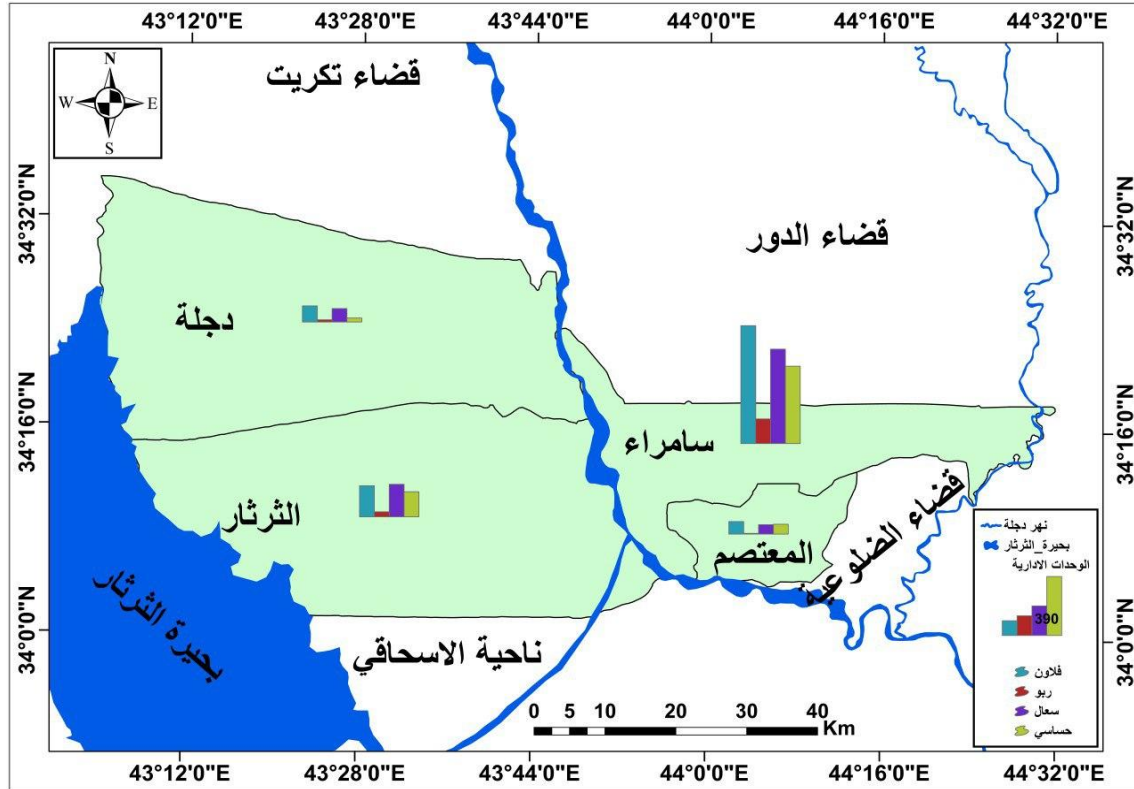 43°12'0"E 43°28'0"E 43°44'0"E 44°0'0"E 44°16'0"E 44°32'0"E
N
W E
S
قضاء تكريت
34°32'0"N 34°32'0"N
قضاء الدور
دجلة
34°16'0"N 34°16'0"N
سامراء
الثرثار
قضاء الضلوعية
المعتصم
بحيرة الثرثار
ناحية الاسحاقي
34°0'0"N 34°0'0"N
نهر دجلة
بحيرة_الثرثار
الوحدات الادارية
390
فلاون
ربو
سعال
حساسي
0 5 10 20 30 40
Km
43°12'0"E 43°28'0"E 43°44'0"E 44°0'0"E 44°16'0"E 44°32'0"E